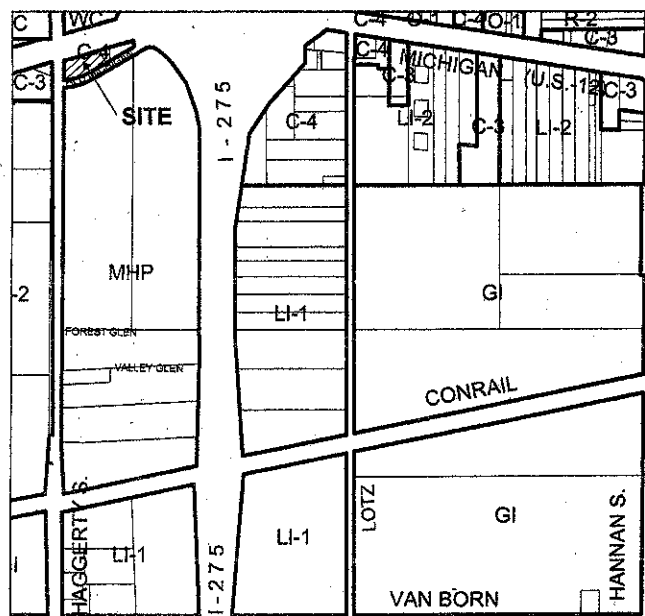 C
WC
C-4
O-1
C-4
O-1
R-2
C-3
C-4
C-4
C-3
C-3
MICHIGAN
(U.S.-12)
C-3
SITE
I-275
C-4
LI-2
C-3
LI-2
MHP
-2
GI
LI-1
FOREST GLEN
VALLEY GLEN
CONRAIL
HAGGERTY S.
LI-1
I-275
LI-1
LOTZ
GI
HANNAN S.
VAN BORN